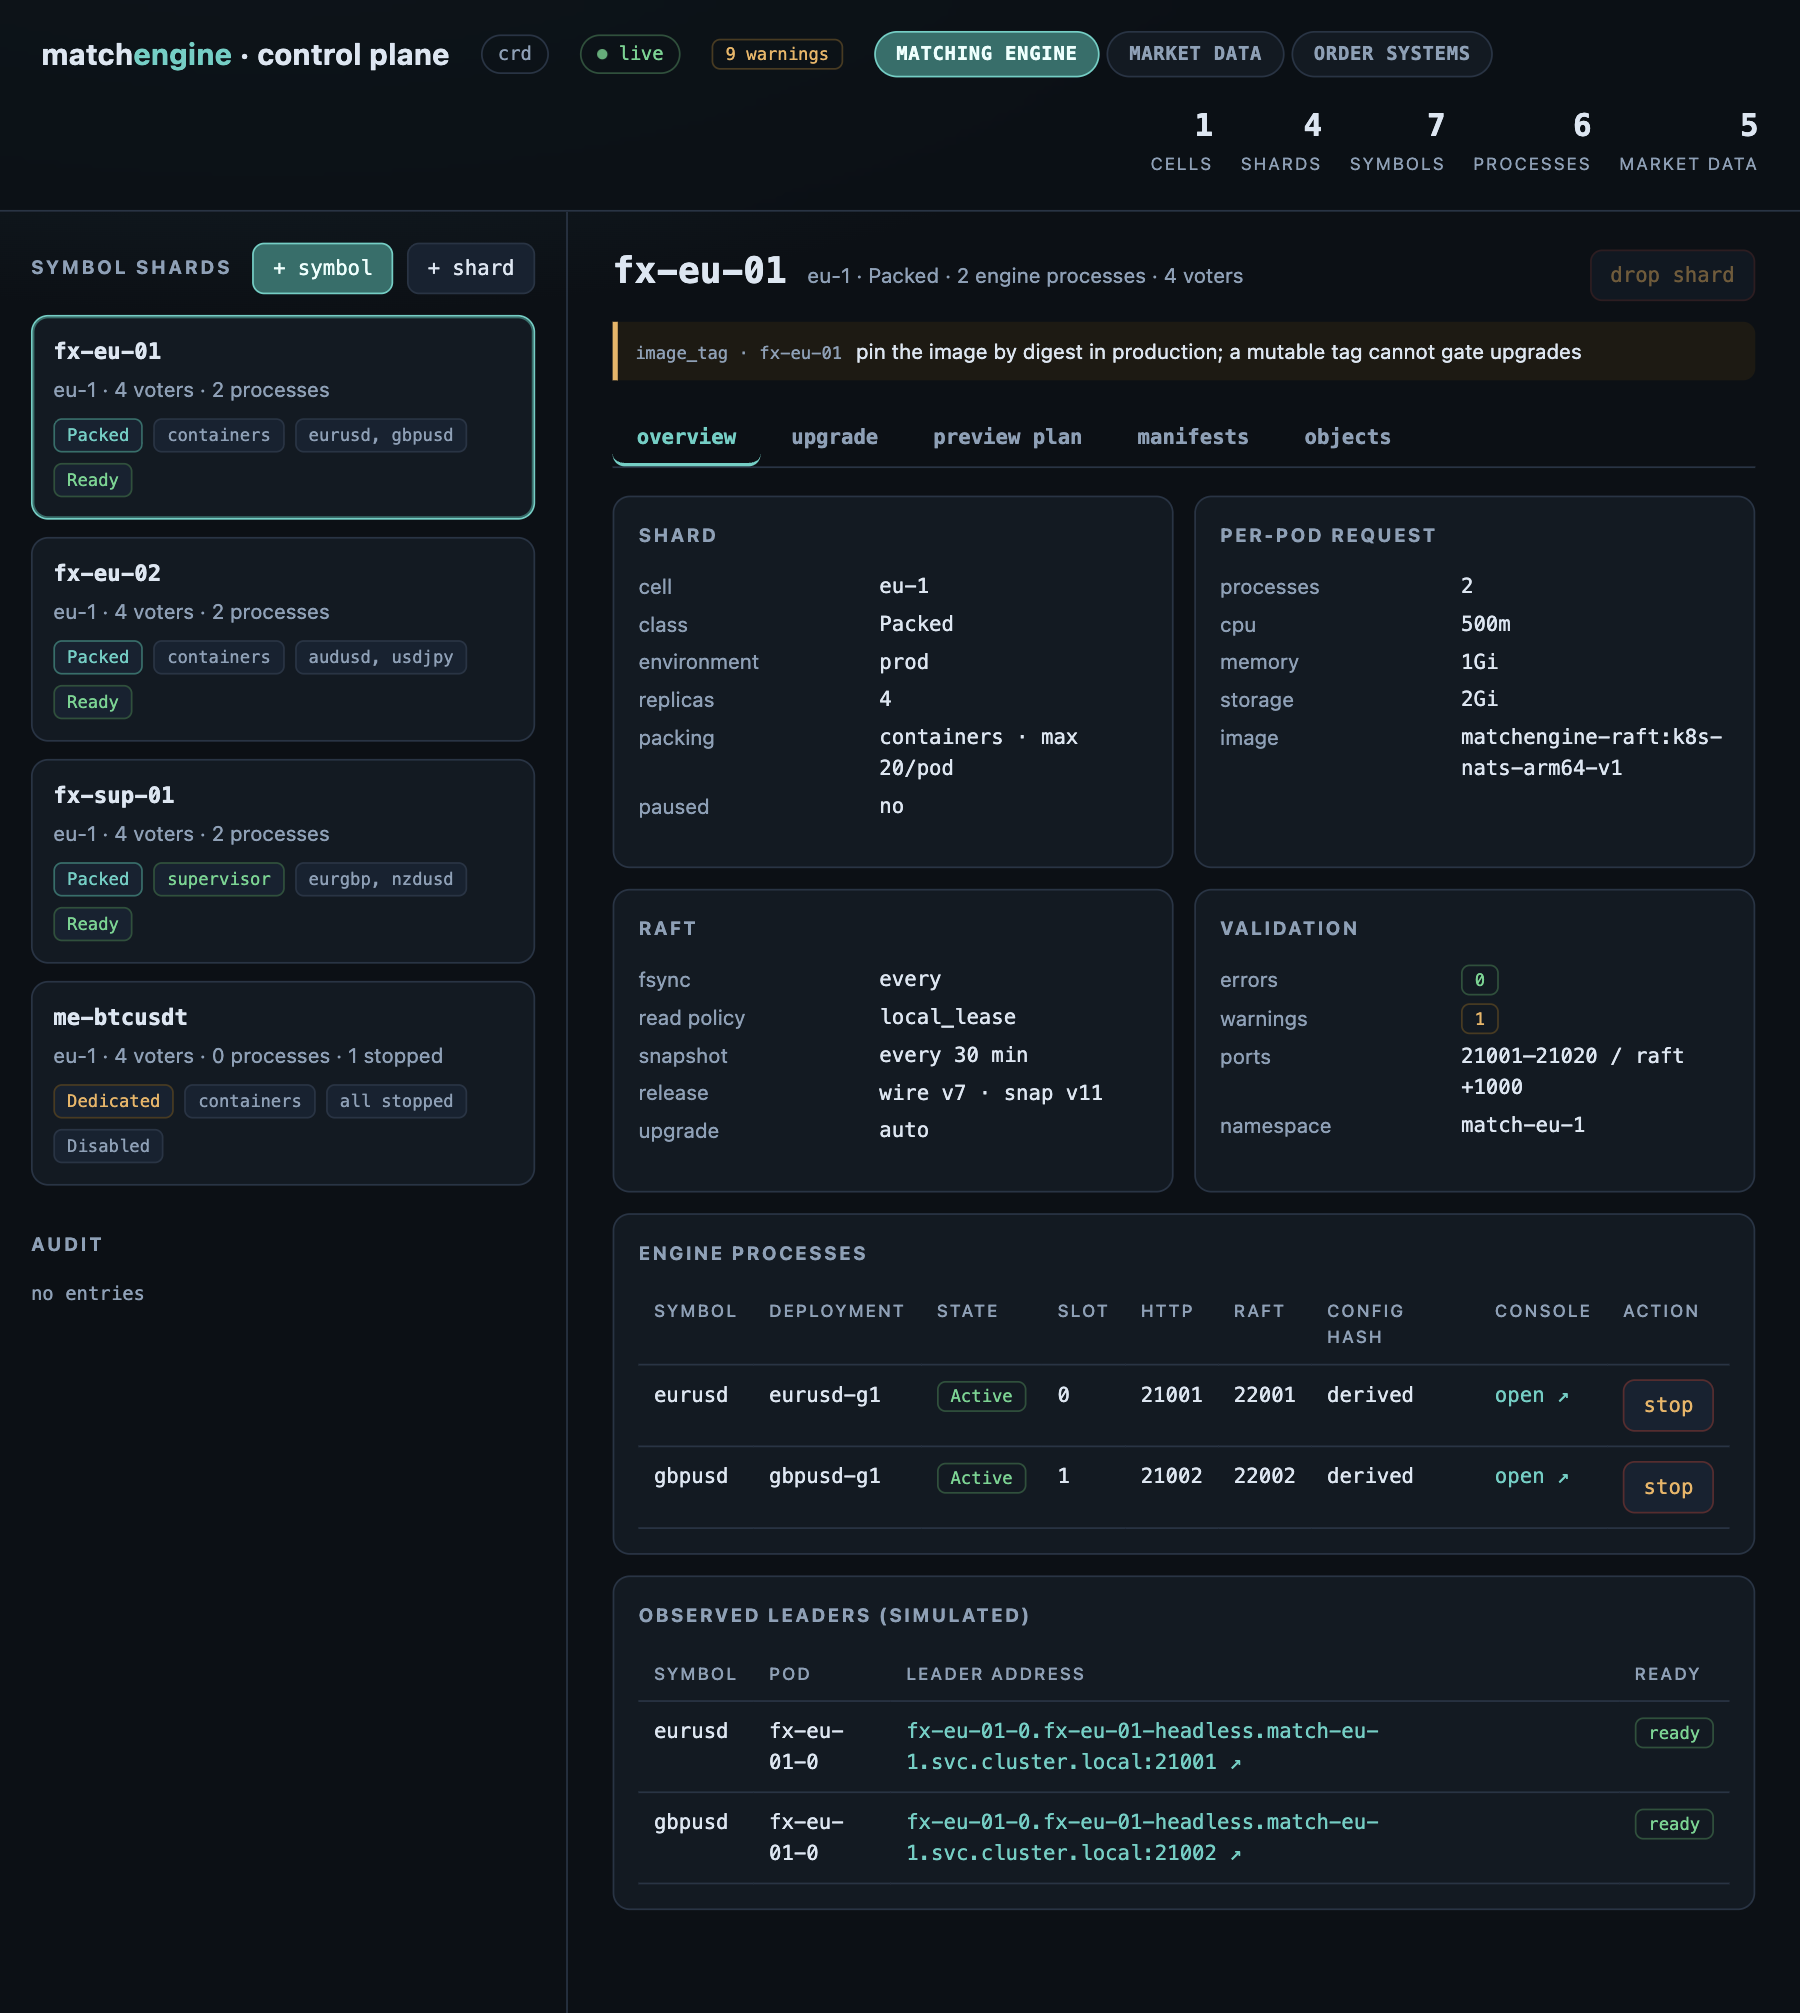 matchengine · control plane
crd
● live
9 warnings
MATCHING ENGINE
MARKET DATA
ORDER SYSTEMS
1 4 7 6 5
CELLS SHARDS SYMBOLS PROCESSES MARKET DATA
SYMBOL SHARDS
+ symbol
+ shard
fx-eu-01
eu-1 · 4 voters · 2 processes
Packed containers eurusd, gbpusd
Ready
fx-eu-02
eu-1 · 4 voters · 2 processes
Packed containers audusd, usdjpy
Ready
fx-sup-01
eu-1 · 4 voters · 2 processes
Packed supervisor eurgbp, nzdusd
Ready
me-btcusdt
eu-1 · 4 voters · 0 processes · 1 stopped
Dedicated containers all stopped
Disabled
AUDIT
no entries
fx-eu-01 eu-1 · Packed · 2 engine processes · 4 voters
drop shard
image_tag · fx-eu-01 pin the image by digest in production; a mutable tag cannot gate upgrades
overview upgrade preview plan manifests objects
SHARD
cell eu-1
class Packed
environment prod
replicas 4
packing containers · max
20/pod
paused no
PER-POD REQUEST
processes 2
cpu 500m
memory 1Gi
storage 2Gi
image matchengine-raft:k8s-
nats-arm64-v1
RAFT
fsync every
read policy local_lease
snapshot every 30 min
release wire v7 · snap v11
upgrade auto
VALIDATION
errors 0
warnings 1
ports 21001–21020 / raft
+1000
namespace match-eu-1
ENGINE PROCESSES
SYMBOL DEPLOYMENT STATE SLOT HTTP RAFT CONFIG CONSOLE ACTION
HASH
eurusd eurusd-g1 Active 0 21001 22001 derived open ↗ stop
gbpusd gbpusd-g1 Active 1 21002 22002 derived open ↗ stop
OBSERVED LEADERS (SIMULATED)
SYMBOL POD LEADER ADDRESS READY
eurusd fx-eu- fx-eu-01-0.fx-eu-01-headless.match-eu- ready
01-0 1.svc.cluster.local:21001 ↗
gbpusd fx-eu- fx-eu-01-0.fx-eu-01-headless.match-eu- ready
01-0 1.svc.cluster.local:21002 ↗